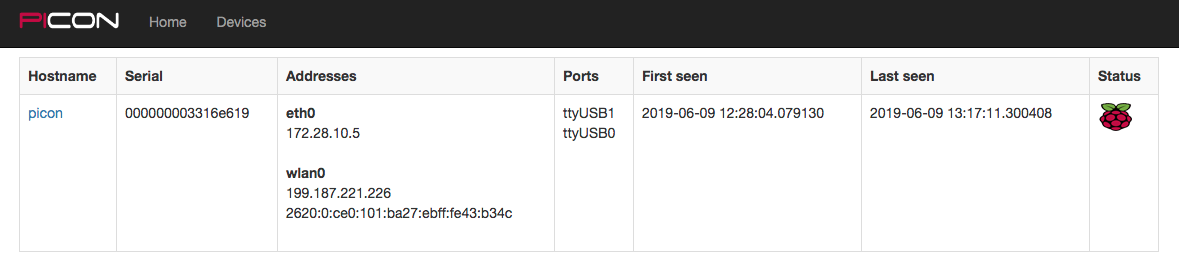 PICON Home Devices
Hostname Serial Addresses Ports First seen Last seen Status
picon 000000003316e619 eth0 ttyUSB1 2019-06-09 12:28:04.079130 2019-06-09 13:17:11.300408
172.28.10.5 ttyUSB0
wlan0
199.187.221.226
2620:0:ce0:101:ba27:ebff:fe43:b34c